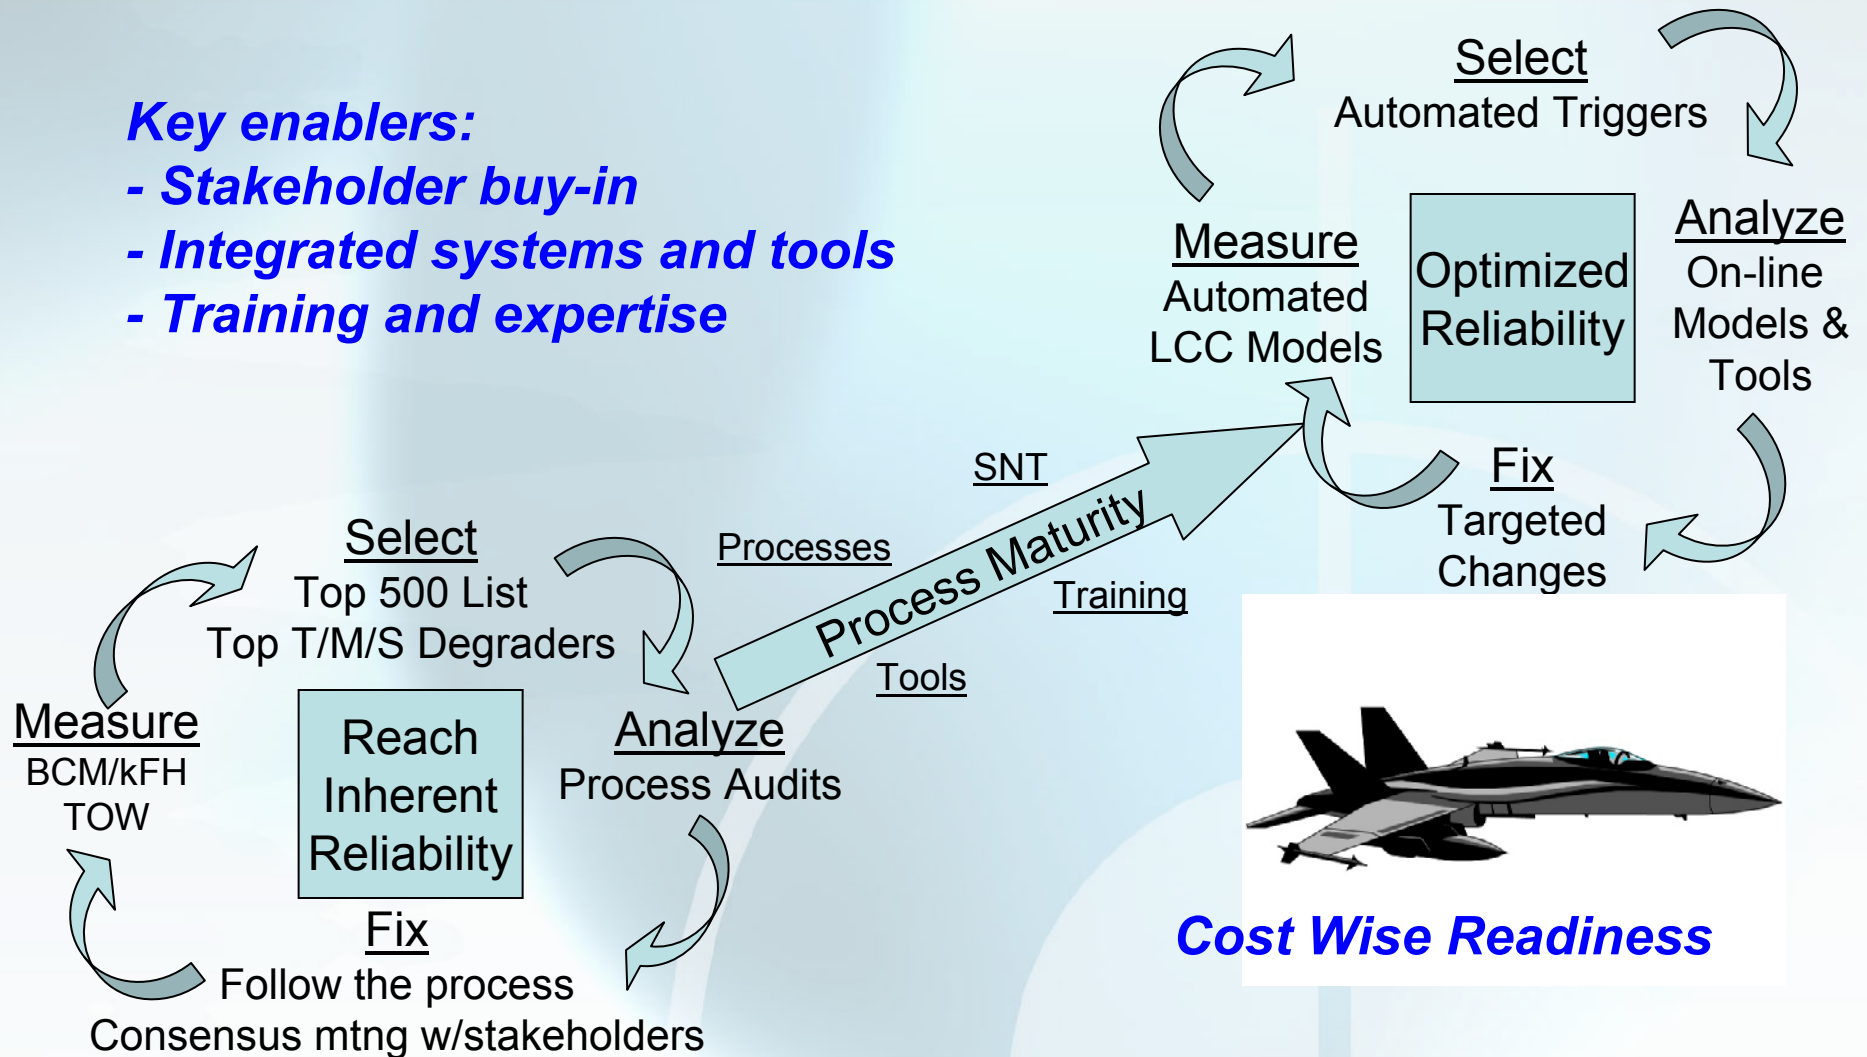 Key enablers:
- Stakeholder buy-in
- Integrated systems and tools
- Training and expertise
Select
Automated Triggers
Measure
Automated
LCC Models
Optimized
Reliability
Analyze
On-line
Models &
Tools
Fix
Targeted
Changes
SNT
Processes
Process Maturity
Training
Tools
Select
Top 500 List
Top T/M/S Degraders
Measure
BCM/kFH
TOW
Reach
Inherent
Reliability
Analyze
Process Audits
Fix
Follow the process
Consensus mtng w/stakeholders
Cost Wise Readiness